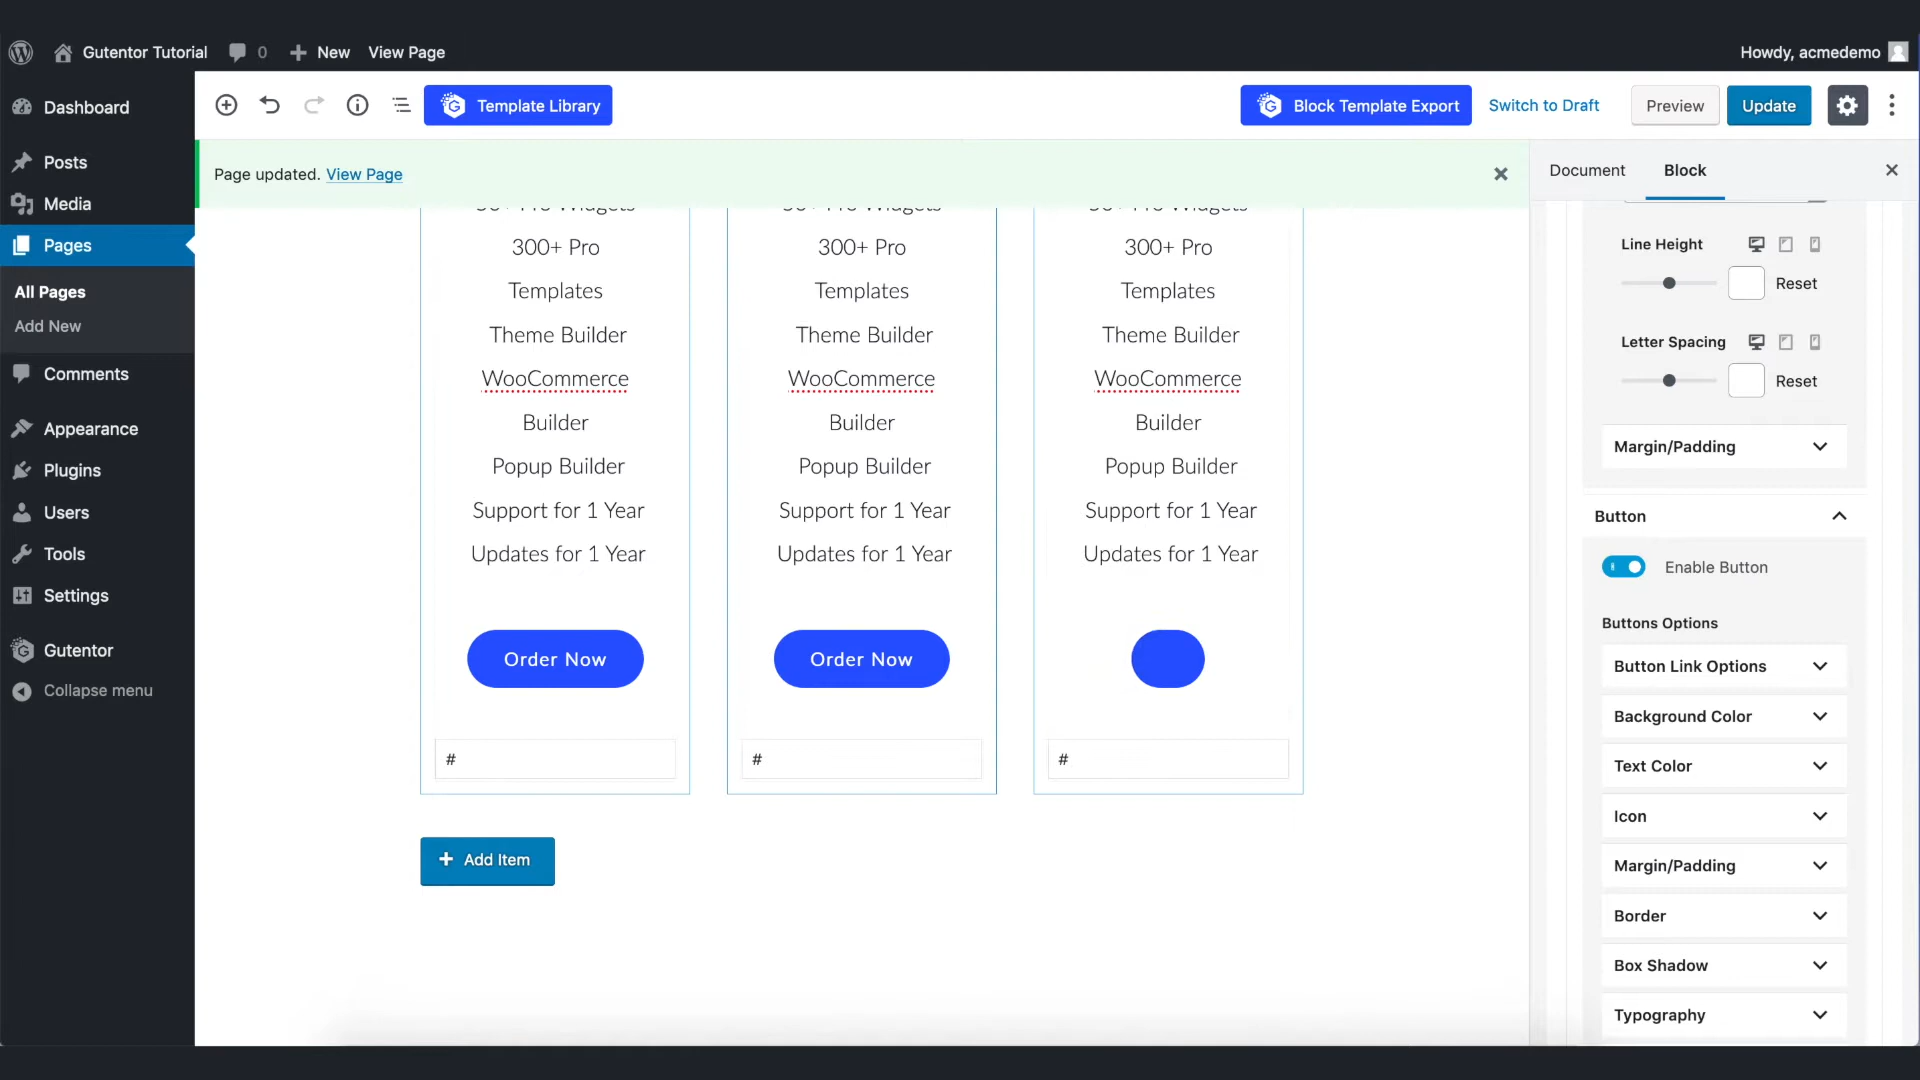 Gutentor Tutorial
0
New
View Page
Howdy, acmedemo
Dashboard
Posts
Media
Pages
All Pages
Add New
Comments
Appearance
Plugins
Users
Tools
Settings
Gutentor
Collapse menu
Template Library
Block Template Export
Switch to Draft
Preview
Update
Page updated. View Page
300+ Pro
Templates
Theme Builder
WooCommerce
Builder
Popup Builder
Support for 1 Year
Updates for 1 Year
Order Now
#
300+ Pro
Templates
Theme Builder
WooCommerce
Builder
Popup Builder
Support for 1 Year
Updates for 1 Year
Order Now
#
300+ Pro
Templates
Theme Builder
WooCommerce
Builder
Popup Builder
Support for 1 Year
Updates for 1 Year
#
Add Item
Document
Block
Line Height
Reset
Letter Spacing
Reset
Margin/Padding
Button
Enable Button
Buttons Options
Button Link Options
Background Color
Text Color
Icon
Margin/Padding
Border
Box Shadow
Typography